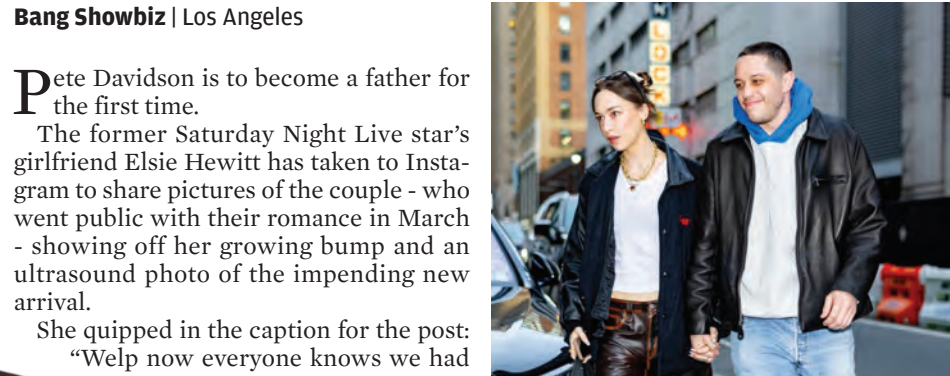 Bang Showbiz | Los Angeles
Pete Davidson is to become a father for
the first time.
The former Saturday Night Live star's
girlfriend Elsie Hewitt has taken to Insta-
gram to share pictures of the couple - who
went public with their romance in March
- showing off her growing bump and an
ultrasound photo of the impending new
arrival.
She quipped in the caption for the post:
"Welp now everyone knows we had
LOCK